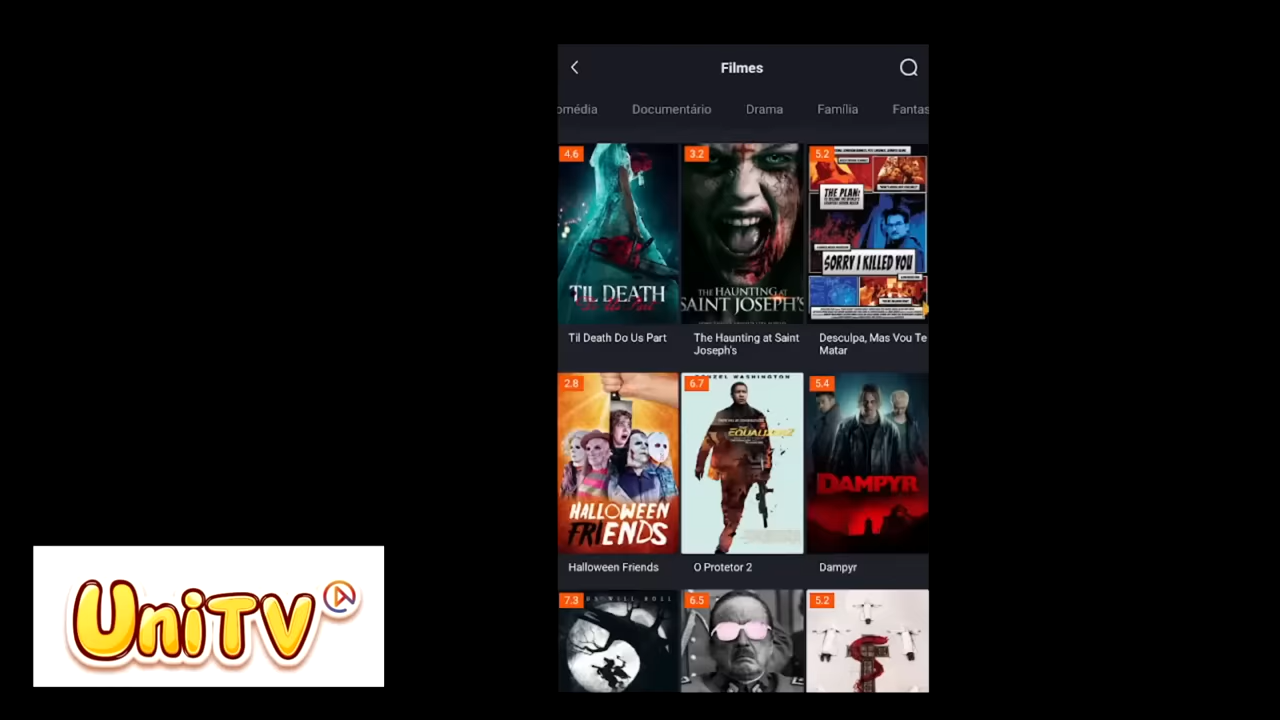 Filmes
omédia Documentário Drama Família Fantas
4.6 3.2 5.2
THE PLAN:
SORRY I KILLED YOU
'TIL DEATH
THE HAUNTING AT
SAINT JOSEPH'S
Til Death Do Us Part
The Haunting at Saint
Joseph's
Desculpa, Mas Vou Te
Matar
2.8 6.7 5.4
DENZEL WASHINGTON
EQUALIZER 2
DAMPYR
HALLOWEEN
FRIENDS
Halloween Friends
O Protetor 2
Dampyr
7.3 6.5 5.2
UniTV